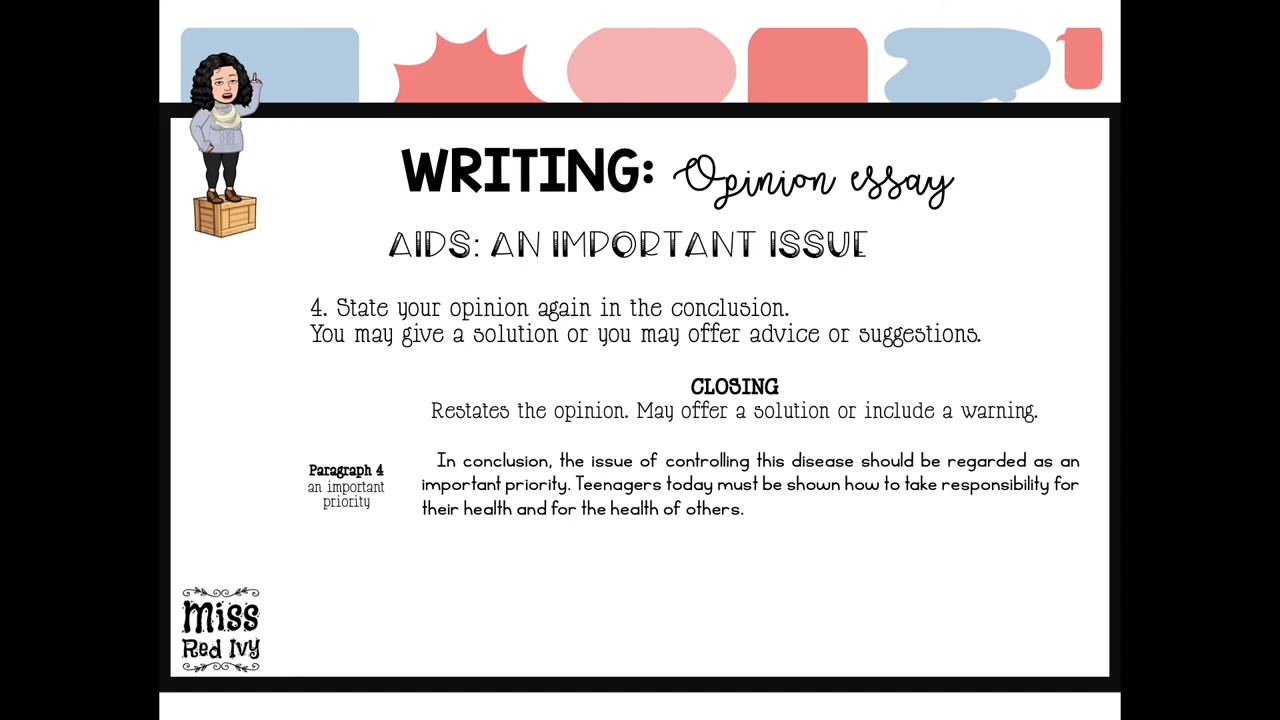 WRITING: Opinion essay
AIDS: AN IMPORTANT ISSUE
4. State your opinion again in the conclusion.
You may give a solution or you may offer advice or suggestions.
CLOSING
Restates the opinion. May offer a solution or include a warning.
Paragraph 4
an important
priority
In conclusion, the issue of controlling this disease should be regarded as an
important priority. Teenagers today must be shown how to take responsibility for
their health and for the health of others.
Miss
Red Ivy